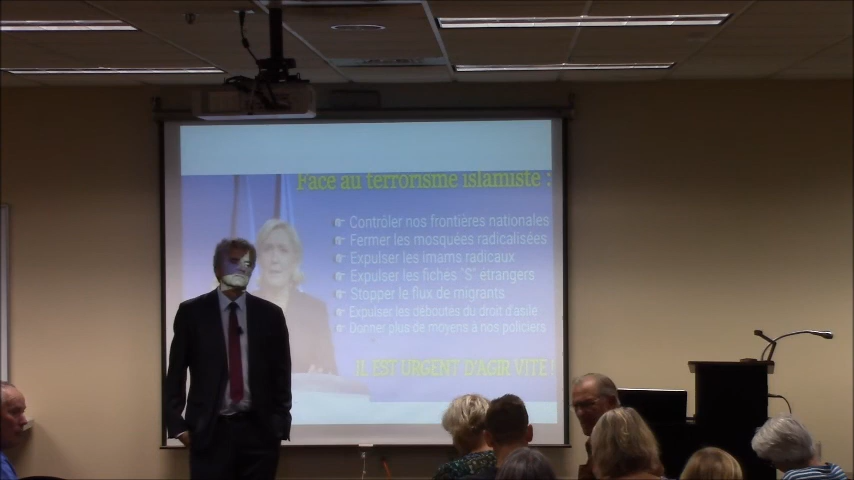 Face au terrorisme islamiste :
☛ Contrôler nos frontières nationales
☛ Fermer les mosquées radicalisées
☛ Expulser les imams radicaux
☛ Expulser les fiches "S" étrangers
☛ Stopper le flux de migrants
☛ Expulser les déboutés du droit d'asile
☛ Donner plus de moyens à nos policiers
IL EST URGENT D'AGIR VITE !